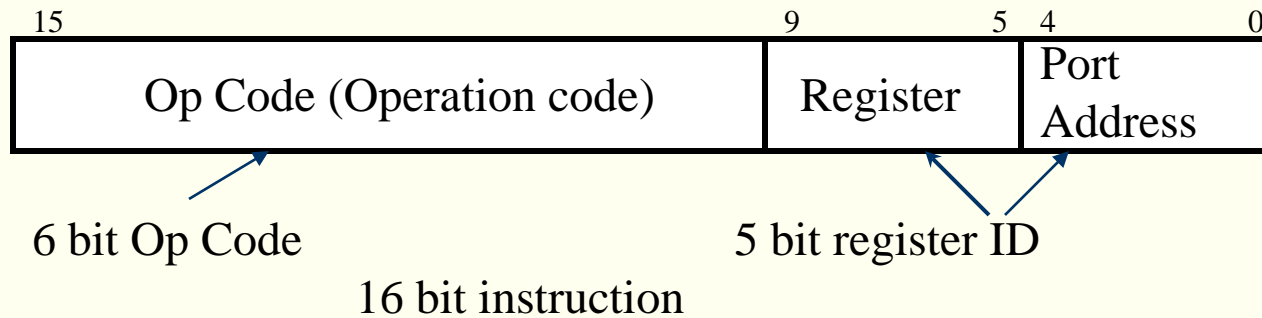 15 9 5 4 0
Op Code (Operation code) Register Port
Address
6 bit Op Code 5 bit register ID
16 bit instruction